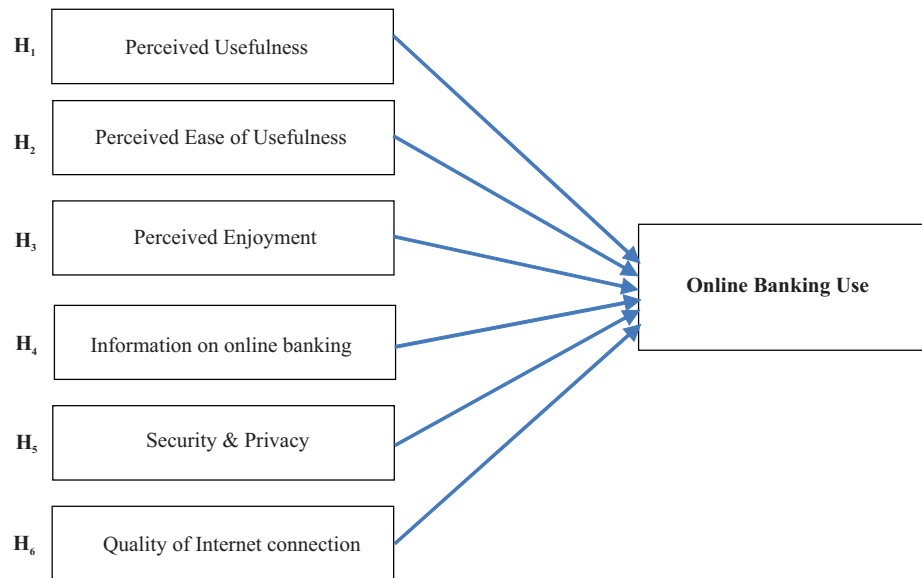 H₁ Perceived Usefulness
H₂ Perceived Ease of Usefulness
H₃ Perceived Enjoyment
Online Banking Use
H₄ Information on online banking
H₅ Security & Privacy
H₆ Quality of Internet connection